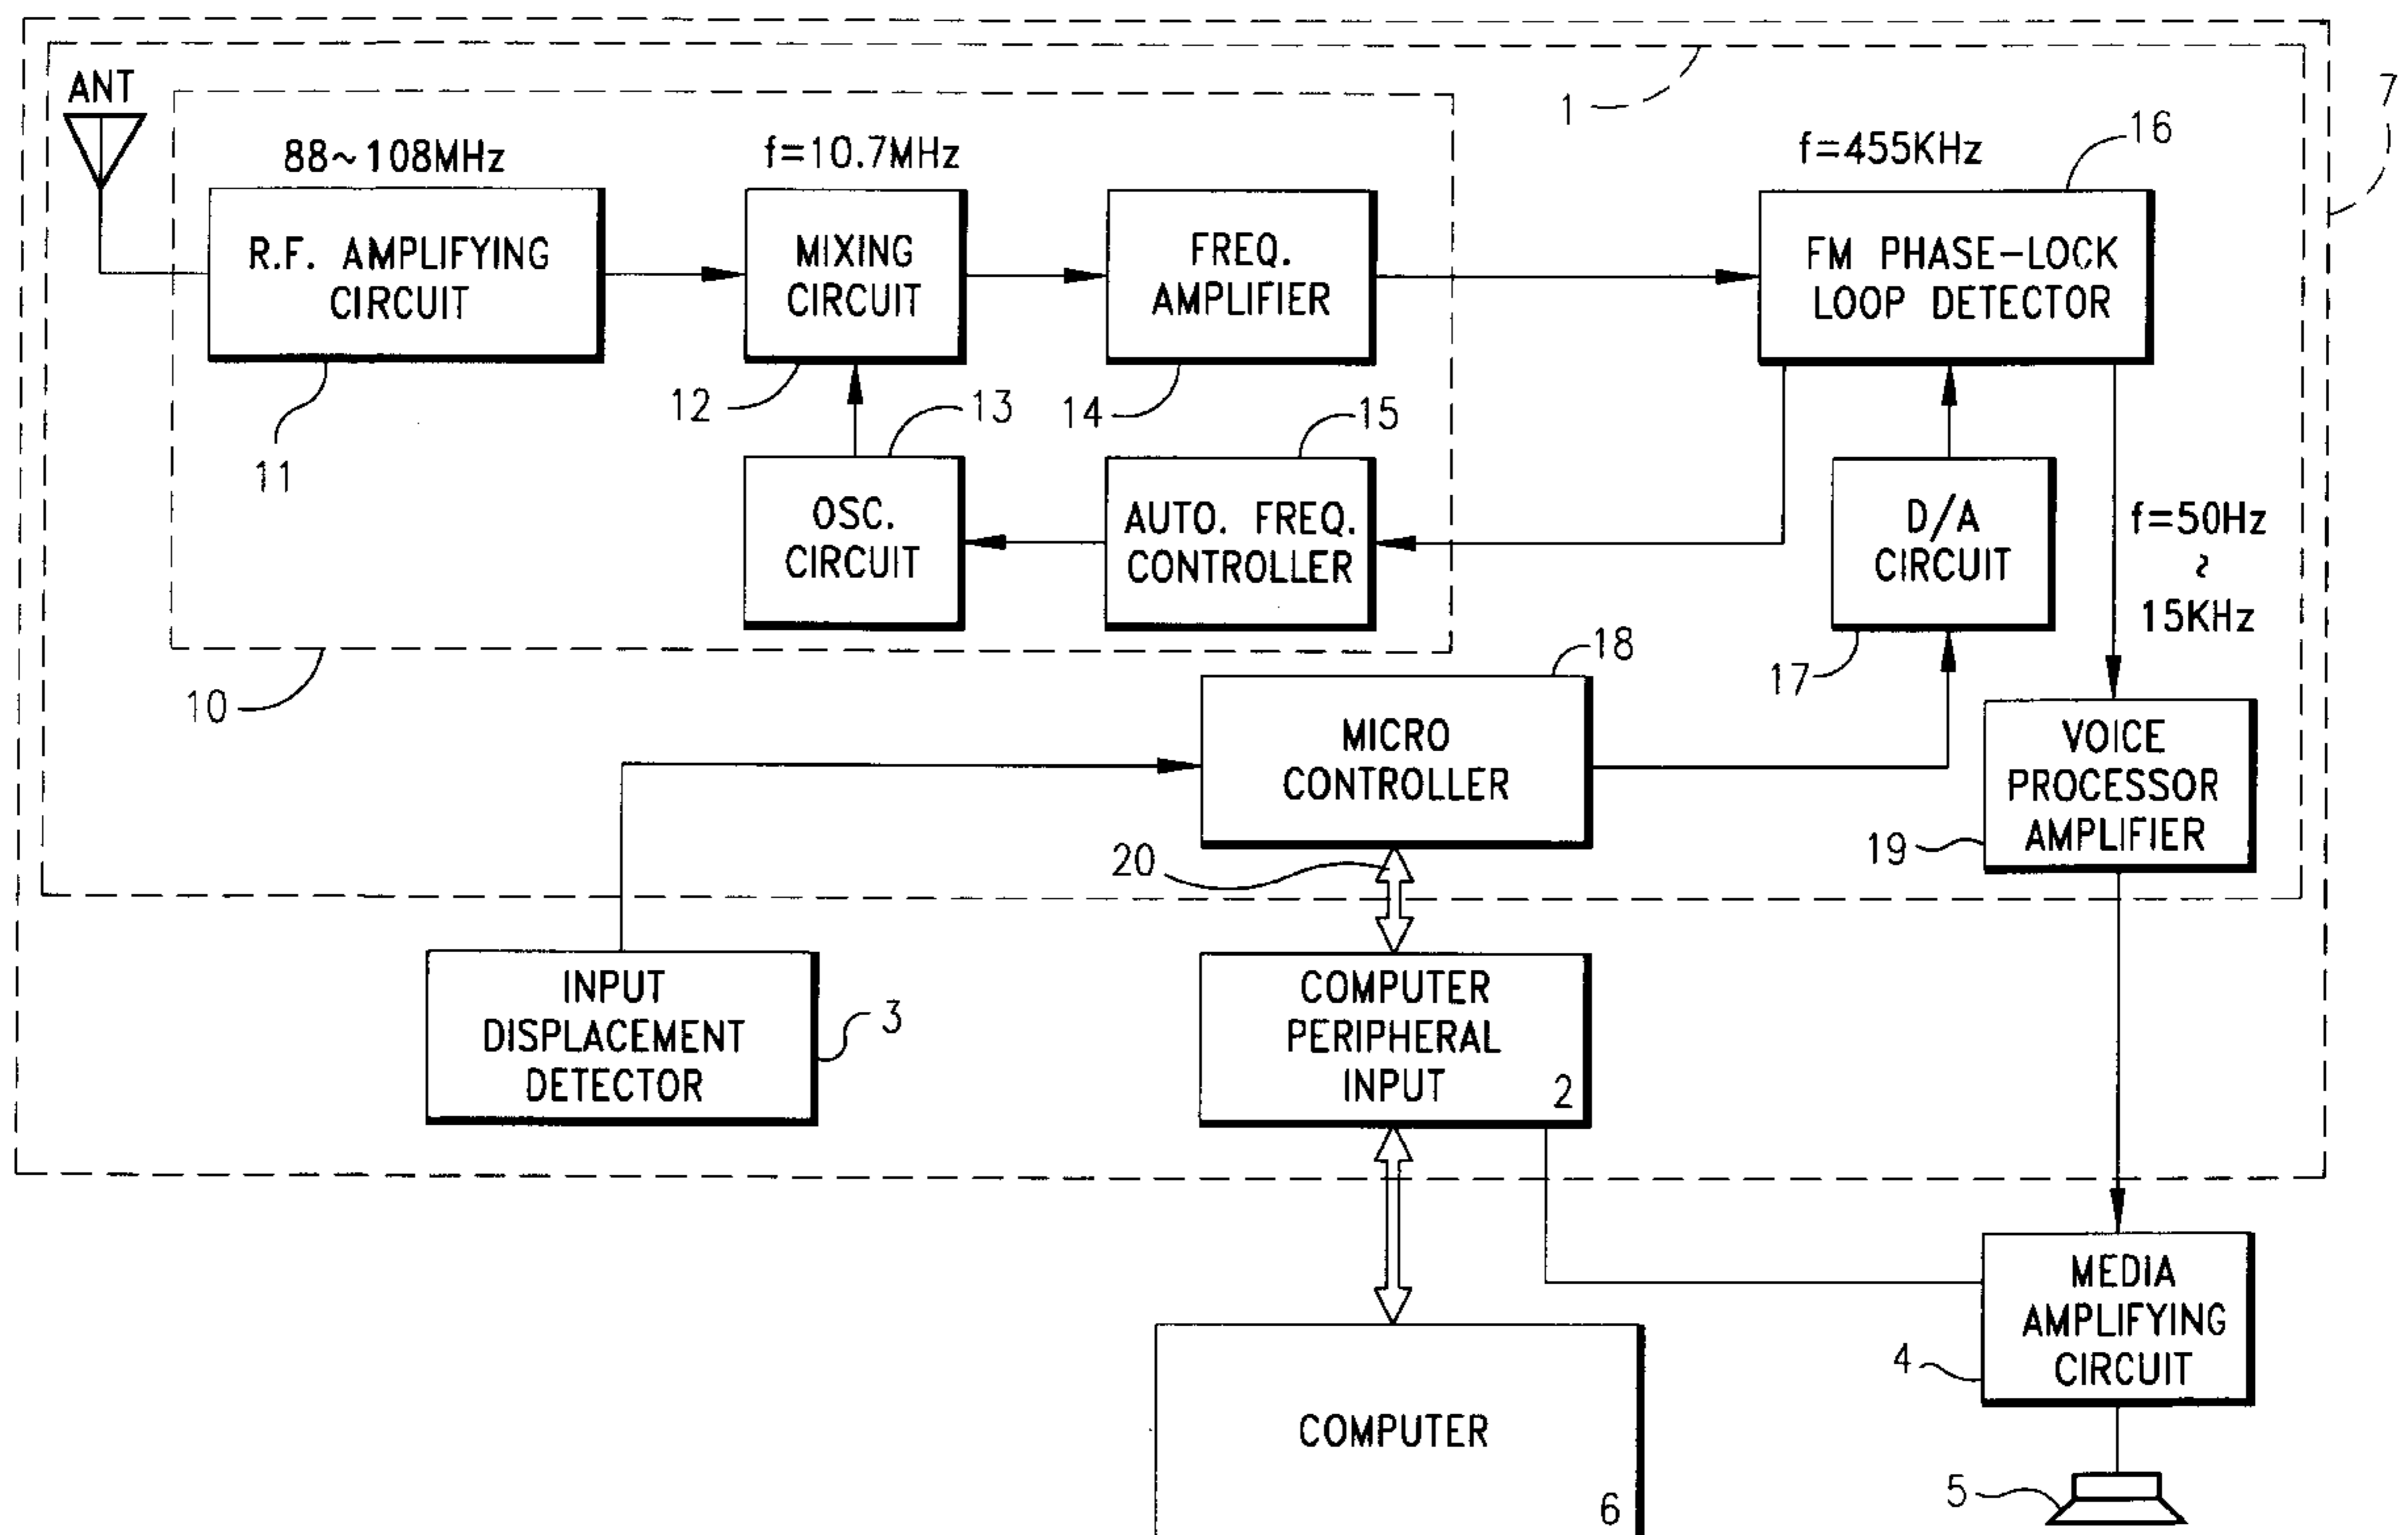 ANT
1
7
88~108MHz
f=10.7MHz
f=455KHz
16
R.F. AMPLIFYING
CIRCUIT
MIXING
CIRCUIT
FREQ.
AMPLIFIER
FM PHASE-LOCK
LOOP DETECTOR
11
12
13
14
15
OSC.
CIRCUIT
AUTO. FREQ.
CONTROLLER
D/A
CIRCUIT
f=50Hz
~
15KHz
10
18
17
MICRO
CONTROLLER
VOICE
PROCESSOR
AMPLIFIER
19
20
INPUT
DISPLACEMENT
DETECTOR
3
COMPUTER
PERIPHERAL
INPUT
2
MEDIA
AMPLIFYING
CIRCUIT
4
COMPUTER
6
5